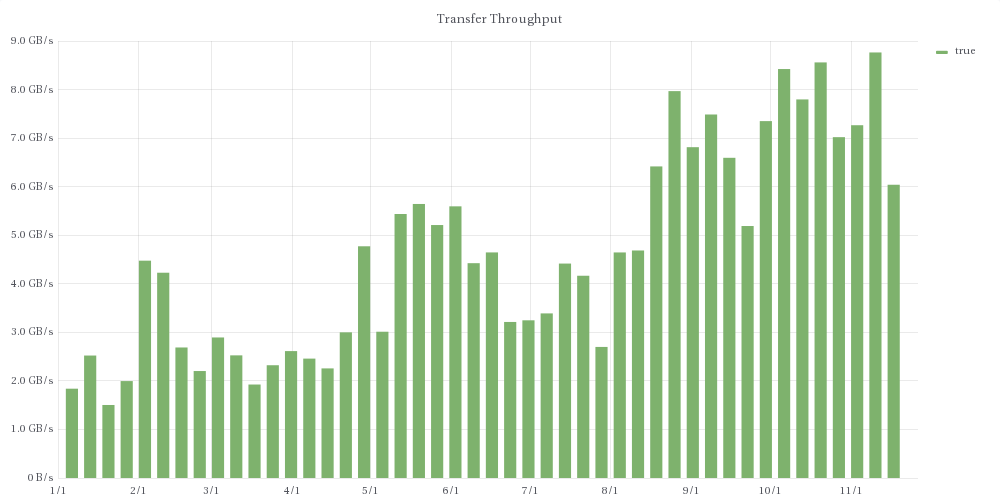 Transfer Throughput
9.0 GB/s
8.0 GB/s
7.0 GB/s
6.0 GB/s
5.0 GB/s
4.0 GB/s
3.0 GB/s
2.0 GB/s
1.0 GB/s
0 B/s
1/1 2/1 3/1 4/1 5/1 6/1 7/1 8/1 9/1 10/1 11/1
true